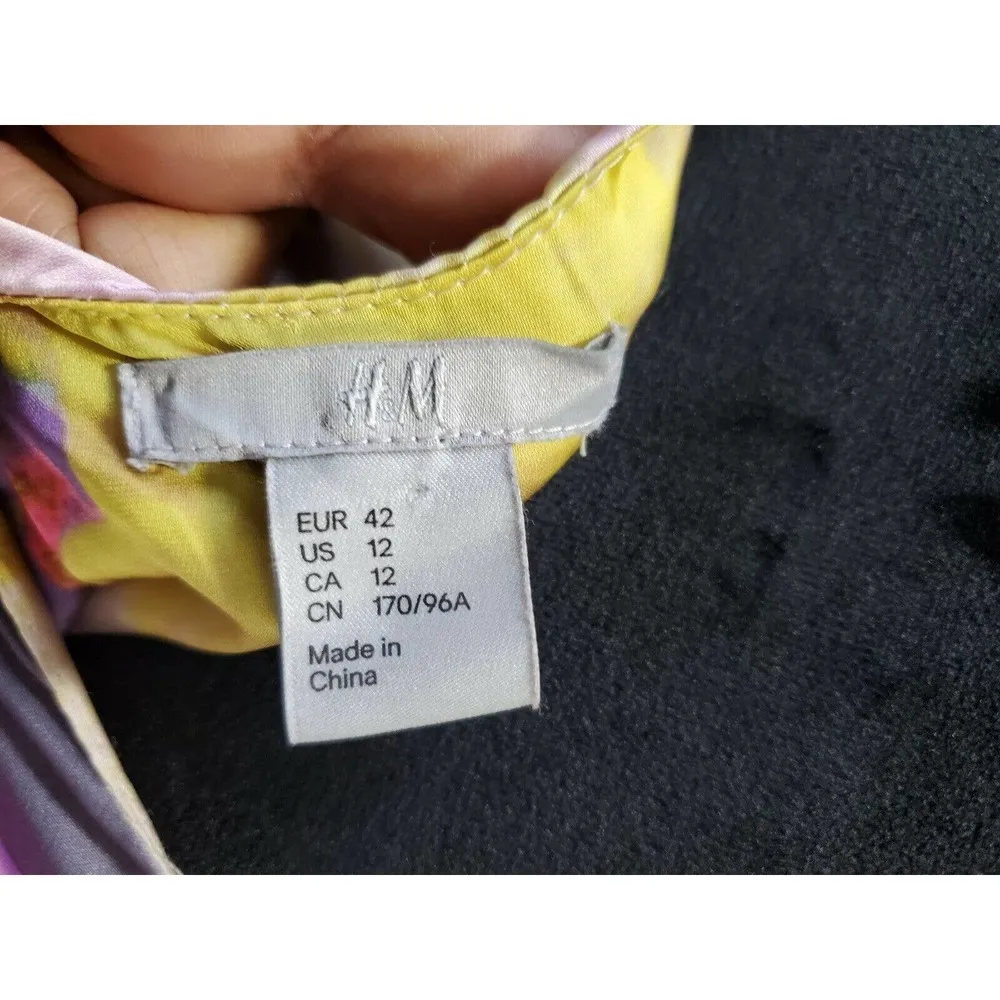 H&M
EUR 42
US 12
CA 12
CN 170/96A
Made in
China